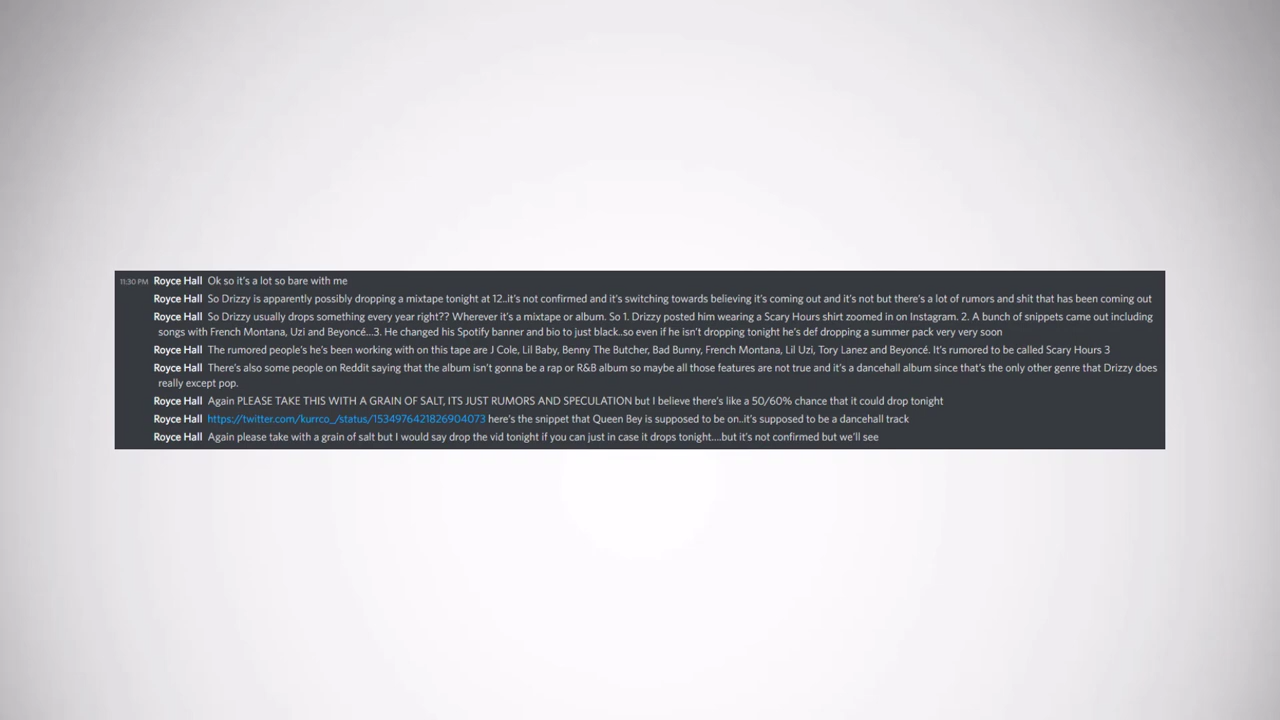 11:30 PM Royce Hall Ok so it's a lot so bare with me
Royce Hall So Drizzy is apparently possibly dropping a mixtape tonight at 12..it's not confirmed and it's switching towards believing it's coming out and it's not but there's a lot of rumors and shit that has been coming out
Royce Hall So Drizzy usually drops something every year right?? Wherever it's a mixtape or album. So 1. Drizzy posted him wearing a Scary Hours shirt zoomed in on Instagram. 2. A bunch of snippets came out including
songs with French Montana, Uzi and Beyoncé...3. He changed his Spotify banner and bio to just black..so even if he isn't dropping tonight he's def dropping a summer pack very very soon
Royce Hall The rumored people's he's been working with on this tape are J Cole, Lil Baby, Benny The Butcher, Bad Bunny, French Montana, Lil Uzi, Tory Lanez and Beyoncé. It's rumored to be called Scary Hours 3
Royce Hall There's also some people on Reddit saying that the album isn't gonna be a rap or R&B album so maybe all those features are not true and it's a dancehall album since that's the only other genre that Drizzy does
really except pop.
Royce Hall Again PLEASE TAKE THIS WITH A GRAIN OF SALT, ITS JUST RUMORS AND SPECULATION but I believe there's like a 50/60% chance that it could drop tonight
Royce Hall https://twitter.com/kurrco_/status/1534976421826904073 here's the snippet that Queen Bey is supposed to be on..it's supposed to be a dancehall track
Royce Hall Again please take with a grain of salt but I would say drop the vid tonight if you can just in case it drops tonight....but it's not confirmed but we'll see